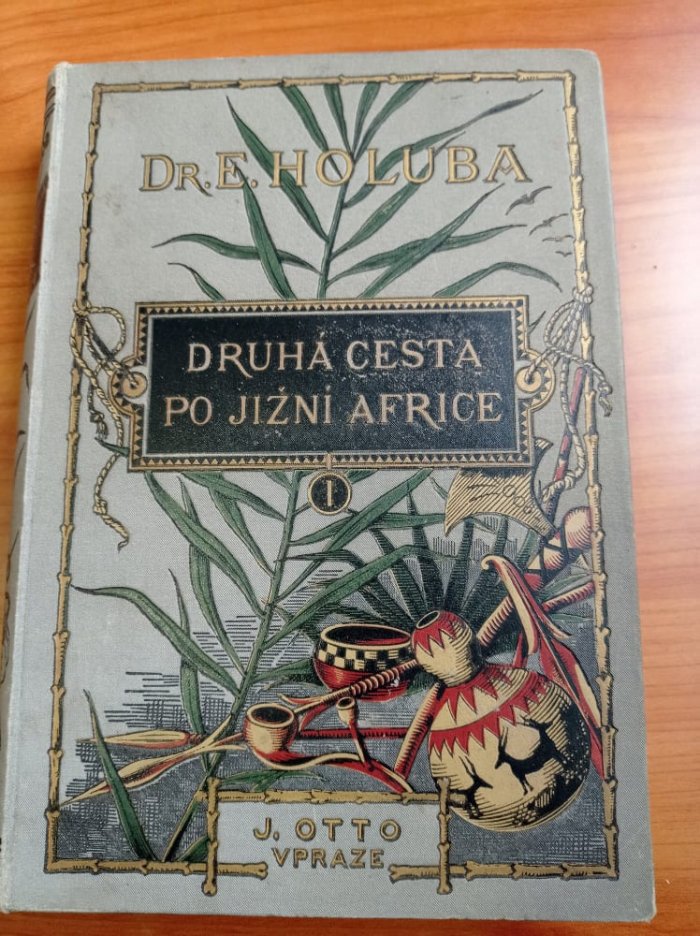 DR. E. HOLUBA
DRUHÁ CESTA
PO JIŽNÍ AFRICE
I
J. OTTO
V PRAZE